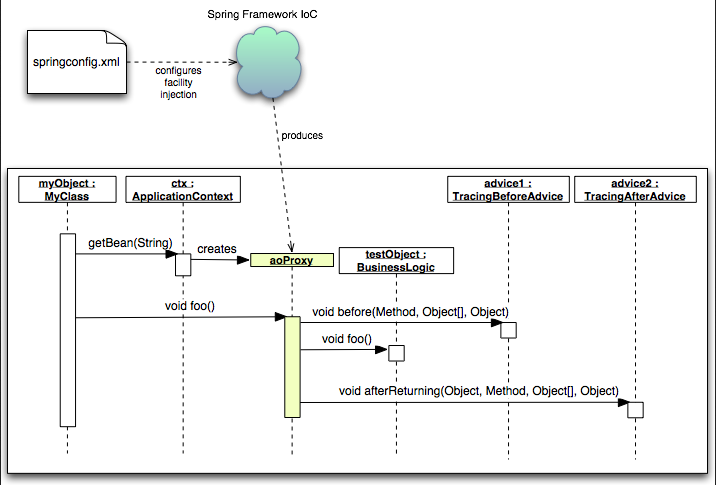 Spring Framework IoC
springconfig.xml
configures
facility
injection
produces
myObject :
MyClass
ctx :
ApplicationContext
advice1 :
TracingBeforeAdvice
advice2 :
TracingAfterAdvice
getBean(String)
creates
aoProxy
testObject :
BusinessLogic
void foo()
void before(Method, Object[], Object)
void foo()
void afterReturning(Object, Method, Object[], Object)